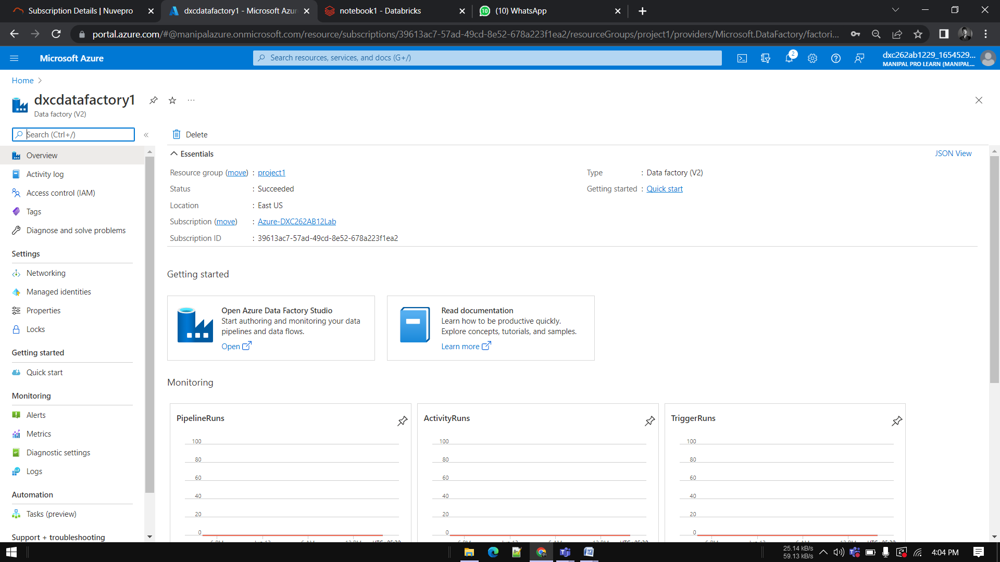 Subscription Details | Nuvepro
dxcdatafactory1 - Microsoft Azur
notebook1 - Databricks
(10) WhatsApp
portal.azure.com/#@manipalazure.onmicrosoft.com/resource/subscriptions/39613ac7-57ad-49cd-8e52-678a223f1ea2/resourceGroups/project1/providers/Microsoft.DataFactory/factori...
Microsoft Azure
Search resources, services, and docs (G+/)
2
dxc262ab1229_1654529...
MANIPAL PRO LEARN (MANIPAL...
Home
dxcdatafactory1
Data factory (V2)
Search (Ctrl+/)
Delete
Overview
Activity log
Access control (IAM)
Tags
Diagnose and solve problems
Settings
Networking
Managed identities
Properties
Locks
Getting started
Quick start
Monitoring
Alerts
Metrics
Diagnostic settings
Logs
Automation
Tasks (preview)
Support + troubleshooting
Essentials
JSON View
Resource group (move) : project1
Status : Succeeded
Location : East US
Subscription (move) : Azure-DXC262AB12Lab
Subscription ID : 39613ac7-57ad-49cd-8e52-678a223f1ea2
Type : Data factory (V2)
Getting started : Quick start
Getting started
Open Azure Data Factory Studio
Start authoring and monitoring your data
pipelines and data flows.
Open
Read documentation
Learn how to be productive quickly.
Explore concepts, tutorials, and samples.
Learn more
Monitoring
PipelineRuns
100
80
60
40
20
0
ActivityRuns
100
80
60
40
20
0
TriggerRuns
100
80
60
40
20
0
25.14 kB/s
59.13 kB/s
4:04 PM